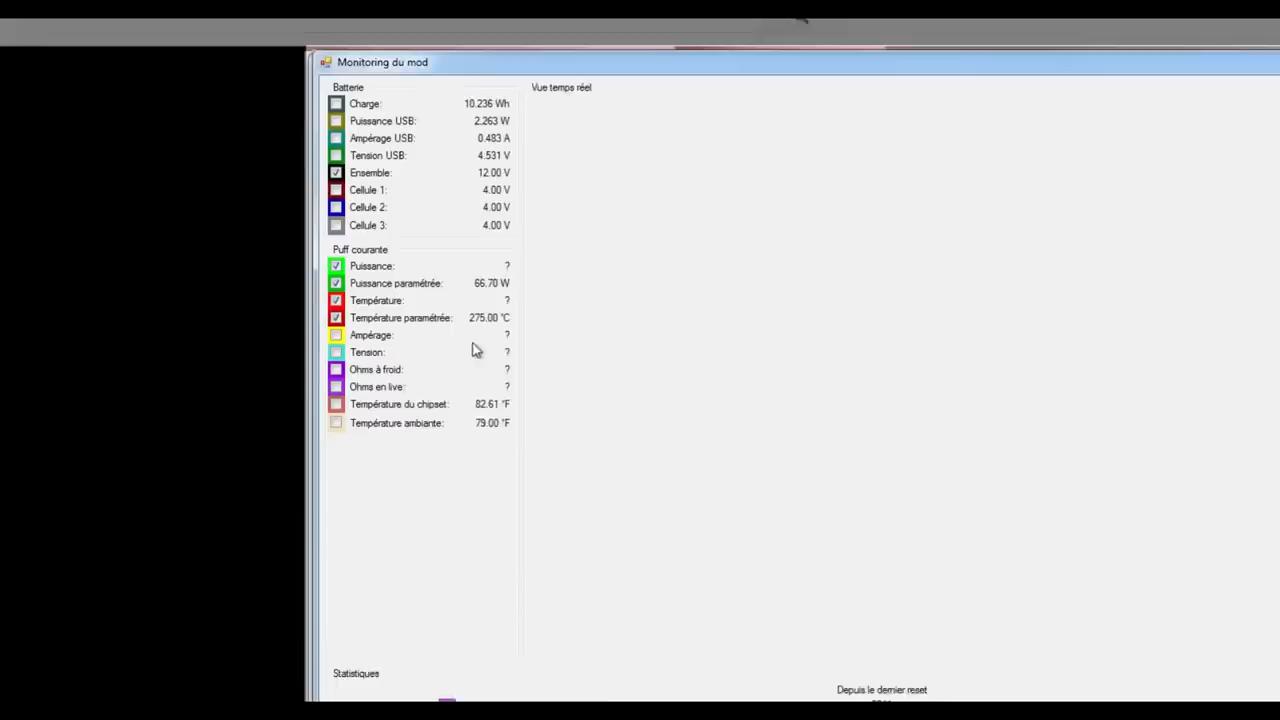 Monitoring du mod
Batterie
Vue temps réel
Charge: 10.236 Wh
Puissance USB: 2.263 W
Ampérage USB: 0.483 A
Tension USB: 4.531 V
Ensemble: 12.00 V
Cellule 1: 4.00 V
Cellule 2: 4.00 V
Cellule 3: 4.00 V
Puff courante
Puissance: ?
Puissance paramétrée: 66.70 W
Température: ?
Température paramétrée: 275.00 °C
Ampérage: ?
Tension: ?
Ohms à froid: ?
Ohms en live: ?
Température du chipset: 82.61 °F
Température ambiante: 79.00 °F
Statistiques
Depuis le dernier reset